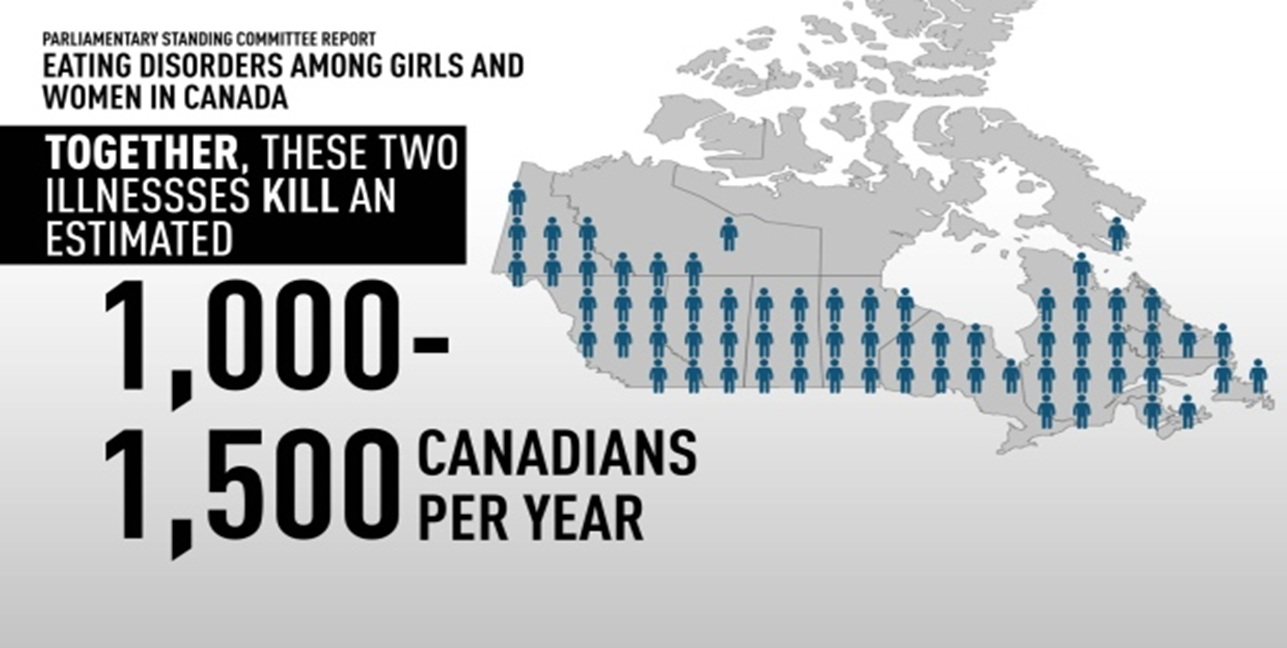 PARLIAMENTARY STANDING COMMITTEE REPORT
EATING DISORDERS AMONG GIRLS AND
WOMEN IN CANADA
TOGETHER, THESE TWO
ILLNESSSES KILL AN
ESTIMATED
1,000-
1,500 CANADIANS
PER YEAR